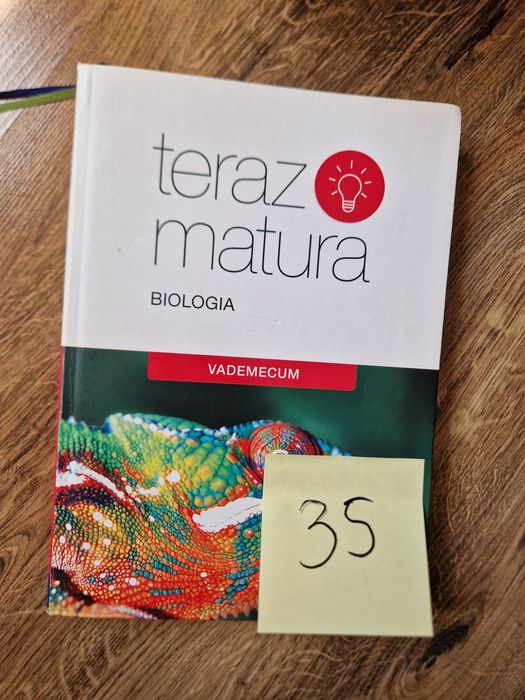 teraz
matura
BIOLOGIA
VADEMECUM
35